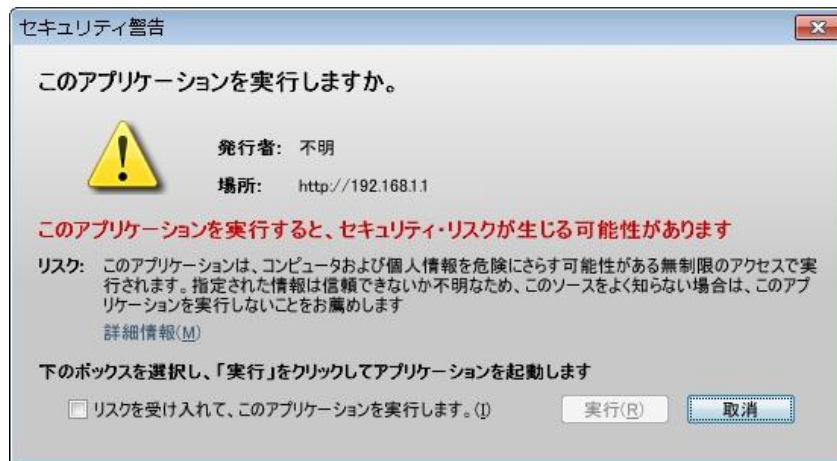 セキュリティ警告
このアプリケーションを実行しますか。
発行者: 不明
場所: http://192.168.1.1
このアプリケーションを実行すると、セキュリティ・リスクが生じる可能性があります
リスク: このアプリケーションは、コンピュータおよび個人情報を危険にさらす可能性がある無制限のアクセスで実
行されます。指定された情報は信頼できないか不明なため、このソースをよく知らない場合は、このアプ
リケーションを実行しないことをお薦めします
詳細情報(M)
下のボックスを選択し、「実行」をクリックしてアプリケーションを起動します
リスクを受け入れて、このアプリケーションを実行します。(I) 実行(R) 取消